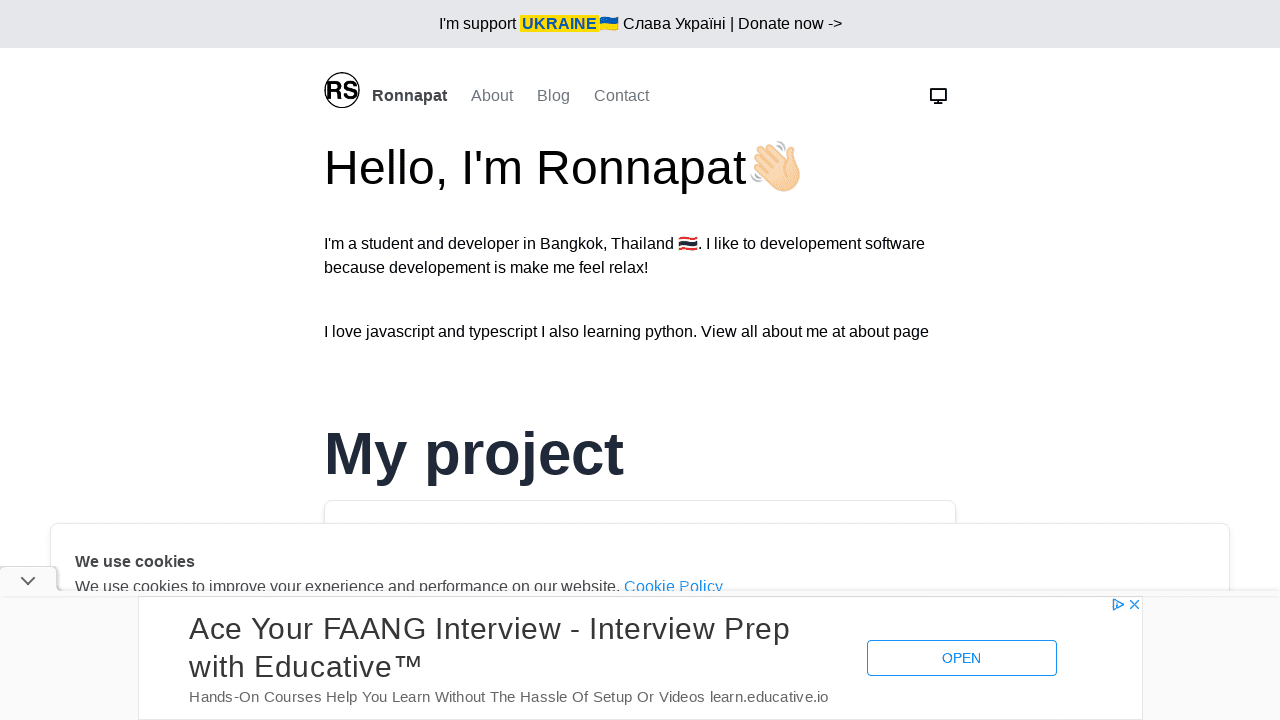 I'm support UKRAINE🇺🇦 Слава Україні | Donate now ->
RS Ronnapat About Blog Contact
Hello, I'm Ronnapat👋🏻
I'm a student and developer in Bangkok, Thailand 🇹🇭. I like to developement software
because developement is make me feel relax!
I love javascript and typescript I also learning python. View all about me at about page
My project
We use cookies
We use cookies to improve your experience and performance on our website. Cookie Policy
Ace Your FAANG Interview - Interview Prep
with Educative™
Hands-On Courses Help You Learn Without The Hassle Of Setup Or Videos learn.educative.io
OPEN